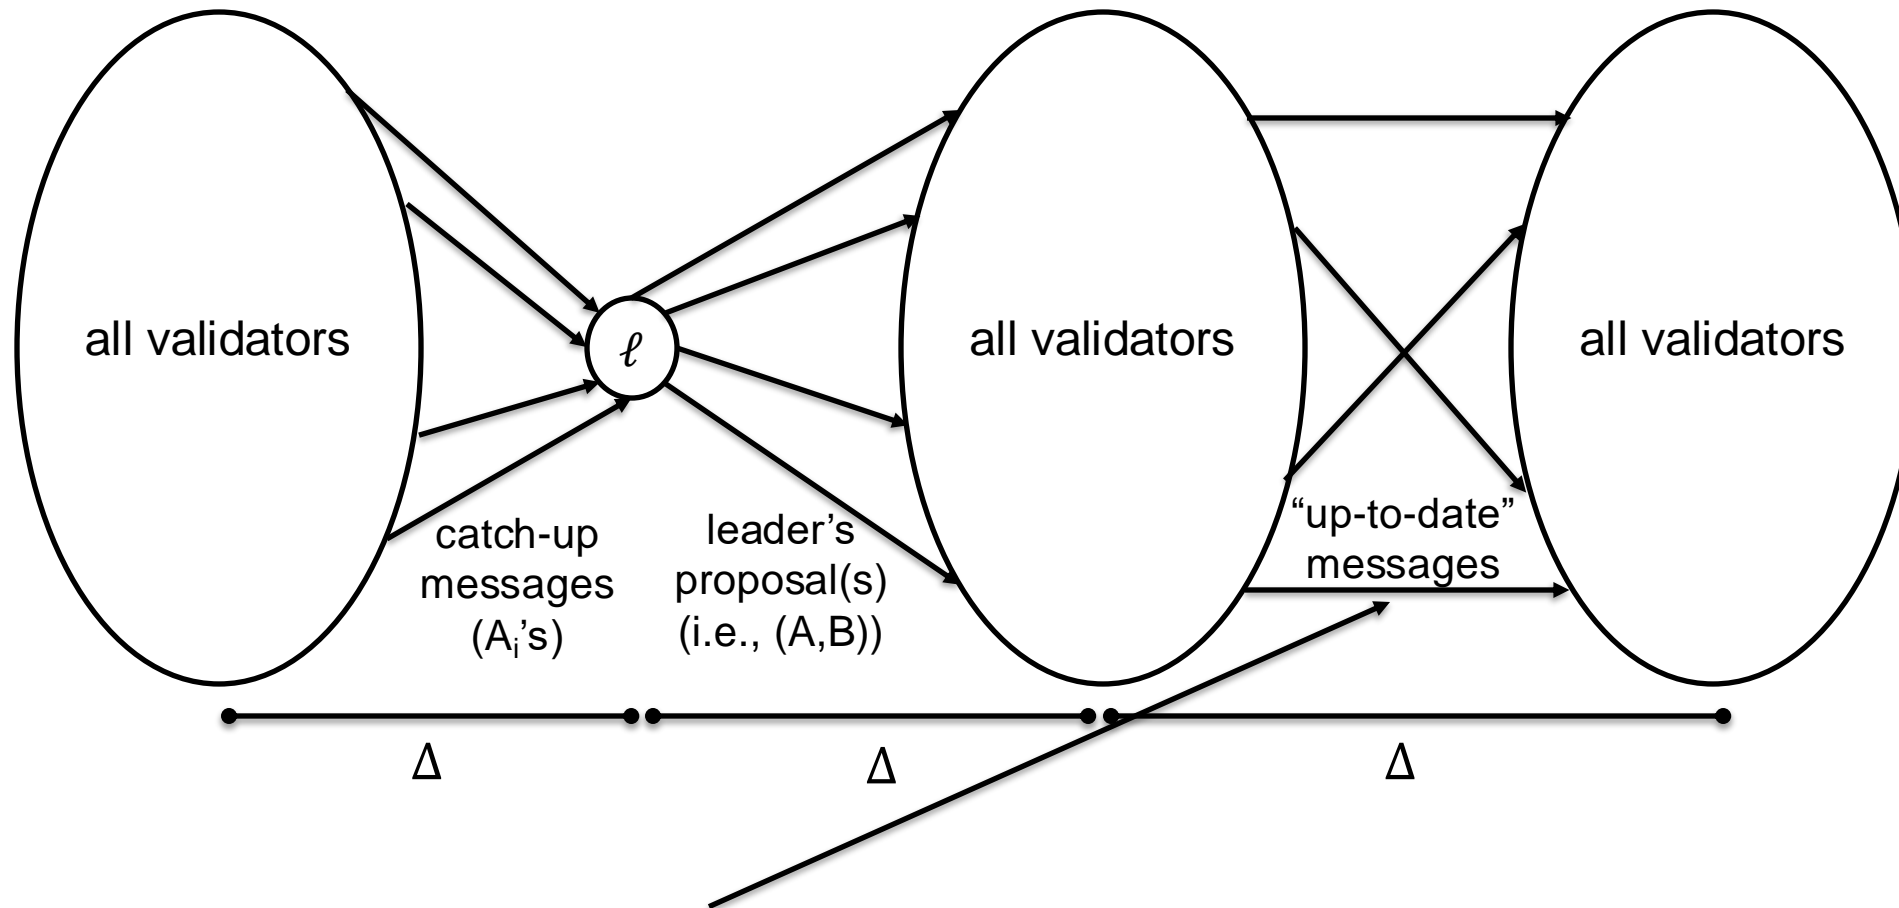 all validators
ℓ
all validators
all validators
catch-up
messages
(Aᵢ’s)
leader’s
proposal(s)
(i.e., (A,B))
“up-to-date”
messages
Δ
Δ
Δ